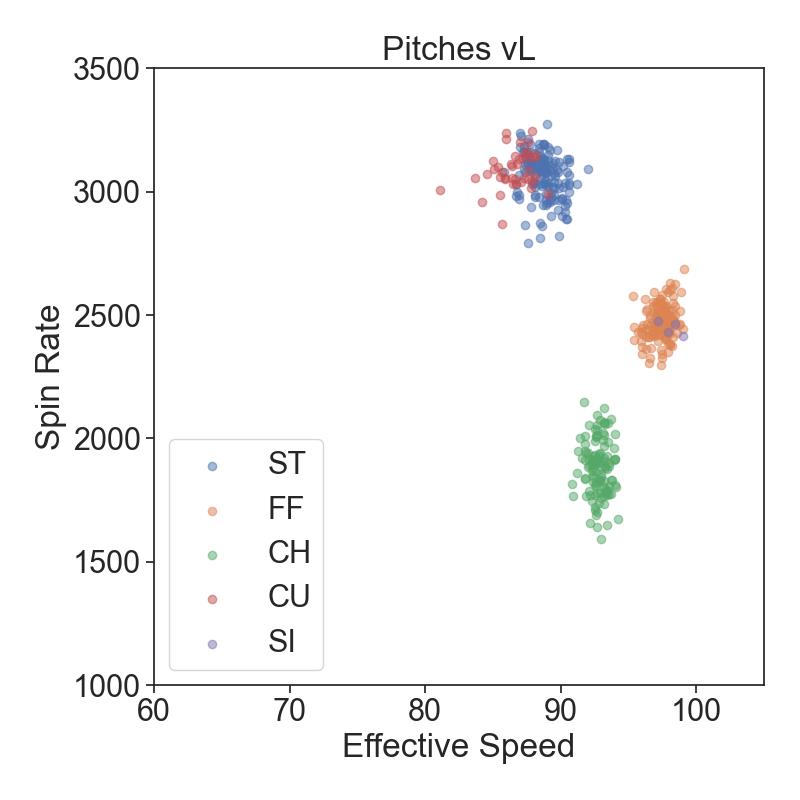 Pitches vL
3500
3000
2500
2000
1500
1000
Spin Rate
ST
FF
CH
CU
SI
60 70 80 90 100
Effective Speed